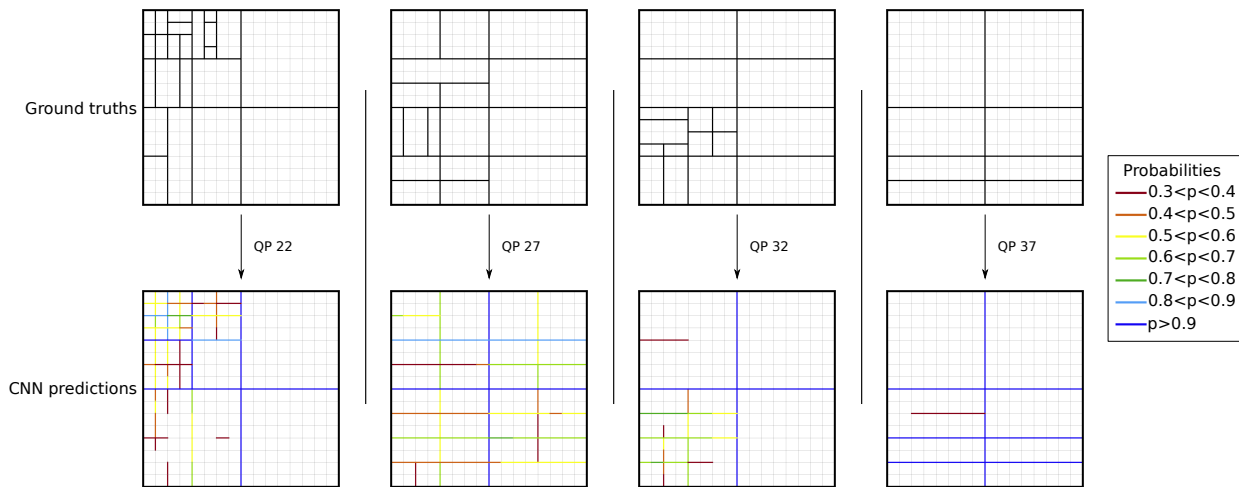 Ground truths
QP 22
QP 27
QP 32
QP 37
CNN predictions
Probabilities
0.3<p<0.4
0.4<p<0.5
0.5<p<0.6
0.6<p<0.7
0.7<p<0.8
0.8<p<0.9
p>0.9